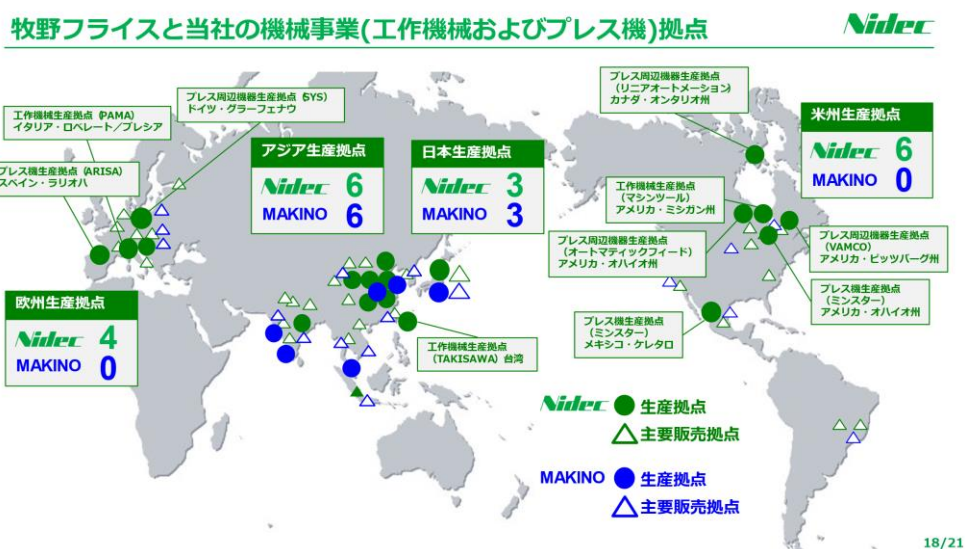 牧野フライスと当社の機械事業(工作機械およびプレス機)拠点
Nidec
プレス周辺機器生産拠点 (SYS)
ドイツ・グラーフェナウ
工作機械生産拠点 (PAMA)
イタリア・ロベレート／ブレシア
プレス機生産拠点 (ARISA)
スペイン・ラリオハ
アジア生産拠点
Nidec 6
MAKINO 6
日本生産拠点
Nidec 3
MAKINO 3
プレス周辺機器生産拠点
(リニアオートメーション)
カナダ・オンタリオ州
米州生産拠点
Nidec 6
MAKINO 0
工作機械生産拠点
(マシンツール)
アメリカ・ミシガン州
プレス周辺機器生産拠点
(オートマティックフィード)
アメリカ・オハイオ州
プレス周辺機器生産拠点
(VAMCO)
アメリカ・ピッツバーグ州
プレス機生産拠点
(ミンスター)
アメリカ・オハイオ州
プレス機生産拠点
(ミンスター)
メキシコ・ケレタロ
欧州生産拠点
Nidec 4
MAKINO 0
工作機械生産拠点
(TAKISAWA) 台湾
Nidec 生産拠点
主要販売拠点
MAKINO 生産拠点
主要販売拠点
18/21